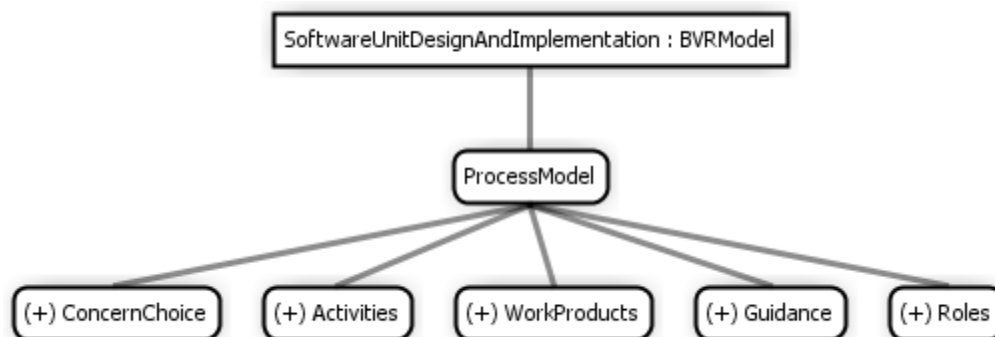 SoftwareUnitDesignAndImplementation : BVRModel
ProcessModel
(+) ConcernChoice
(+) Activities
(+) WorkProducts
(+) Guidance
(+) Roles